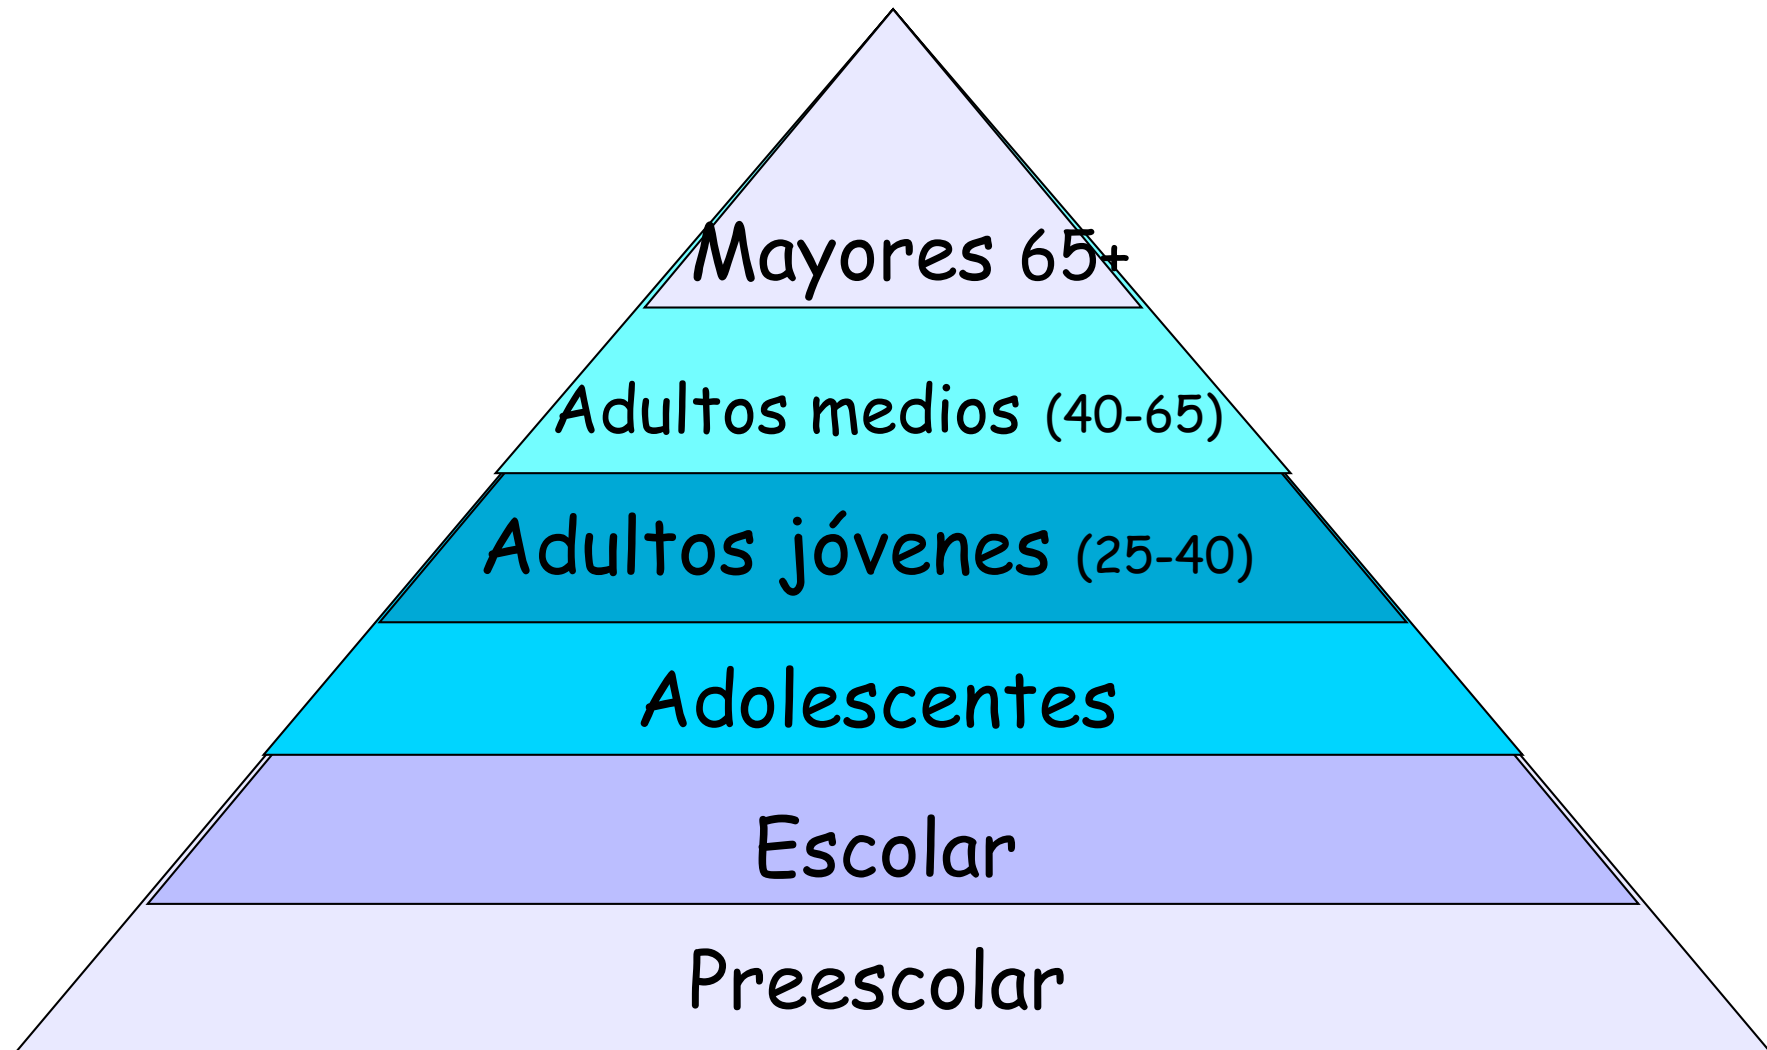 Mayores 65+
Adultos medios (40-65)
Adultos jóvenes (25-40)
Adolescentes
Escolar
Preescolar